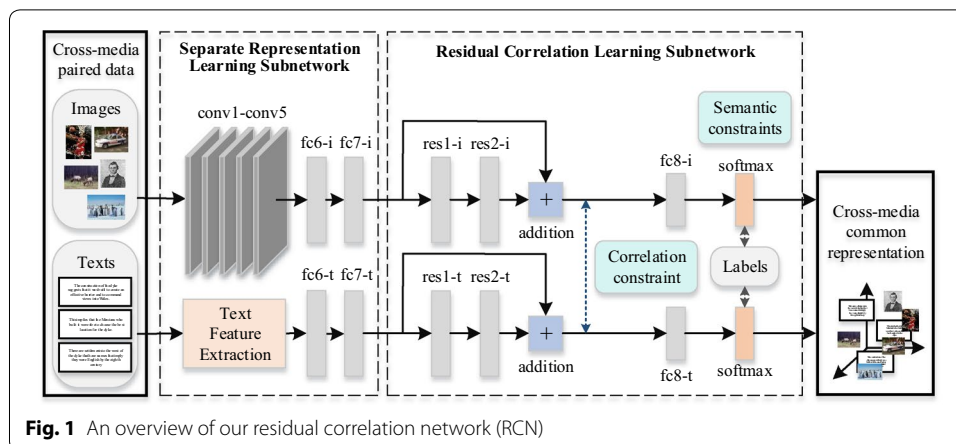 Cross-media
paired data
Images
Texts
Separate Representation
Learning Subnetwork
conv1-conv5
fc6-i
fc7-i
Text
Feature
Extraction
fc6-t
fc7-t
Residual Correlation Learning Subnetwork
res1-i
res2-i
+
addition
res1-t
res2-t
+
addition
Correlation
constraint
fc8-i
fc8-t
Semantic
constraints
softmax
Labels
softmax
Cross-media
common
representation
Fig. 1 An overview of our residual correlation network (RCN)